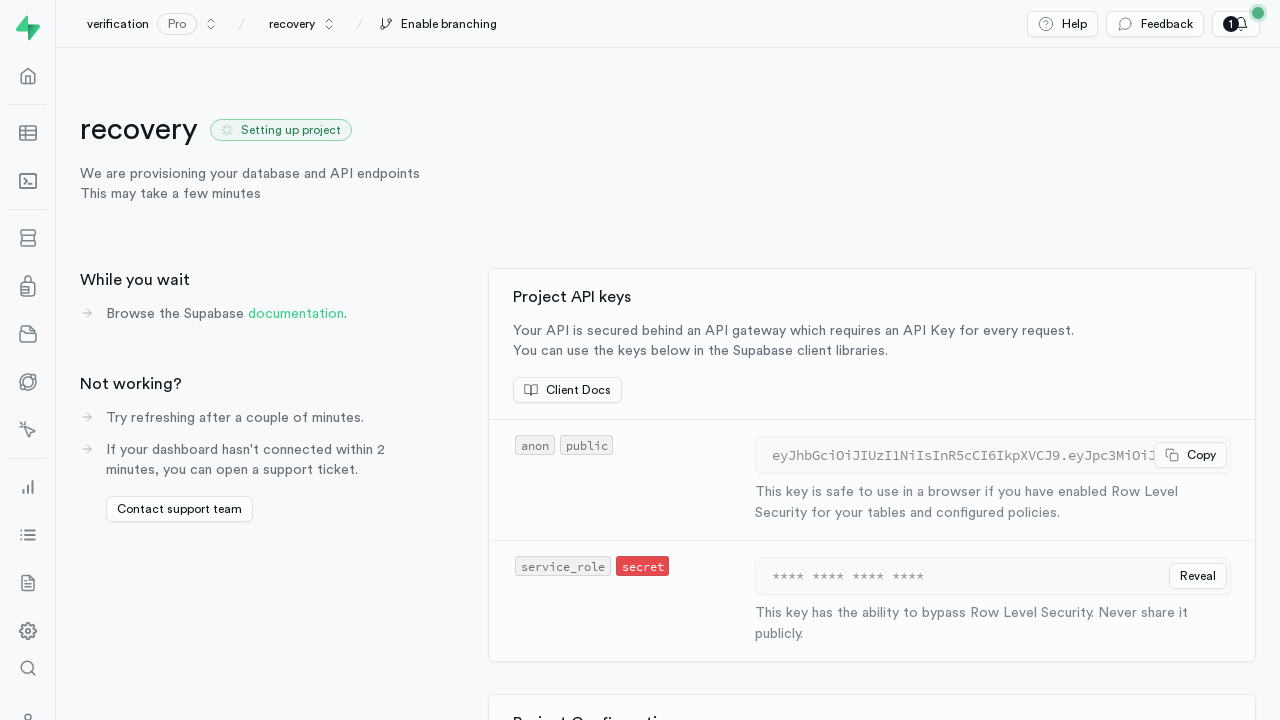 verification Pro / recovery / Enable branching Help Feedback 1
recovery Setting up project
We are provisioning your database and API endpoints
This may take a few minutes
While you wait
Browse the Supabase documentation.
Not working?
Try refreshing after a couple of minutes.
If your dashboard hasn't connected within 2
minutes, you can open a support ticket.
Contact support team
Project API keys
Your API is secured behind an API gateway which requires an API Key for every request.
You can use the keys below in the Supabase client libraries.
Client Docs
anon public
eyJhbGciOiJIUzI1NiIsInR5cCI6IkpXVCJ9.eyJpc3MiOiJ Copy
This key is safe to use in a browser if you have enabled Row Level
Security for your tables and configured policies.
service_role secret
**** **** **** **** Reveal
This key has the ability to bypass Row Level Security. Never share it
publicly.